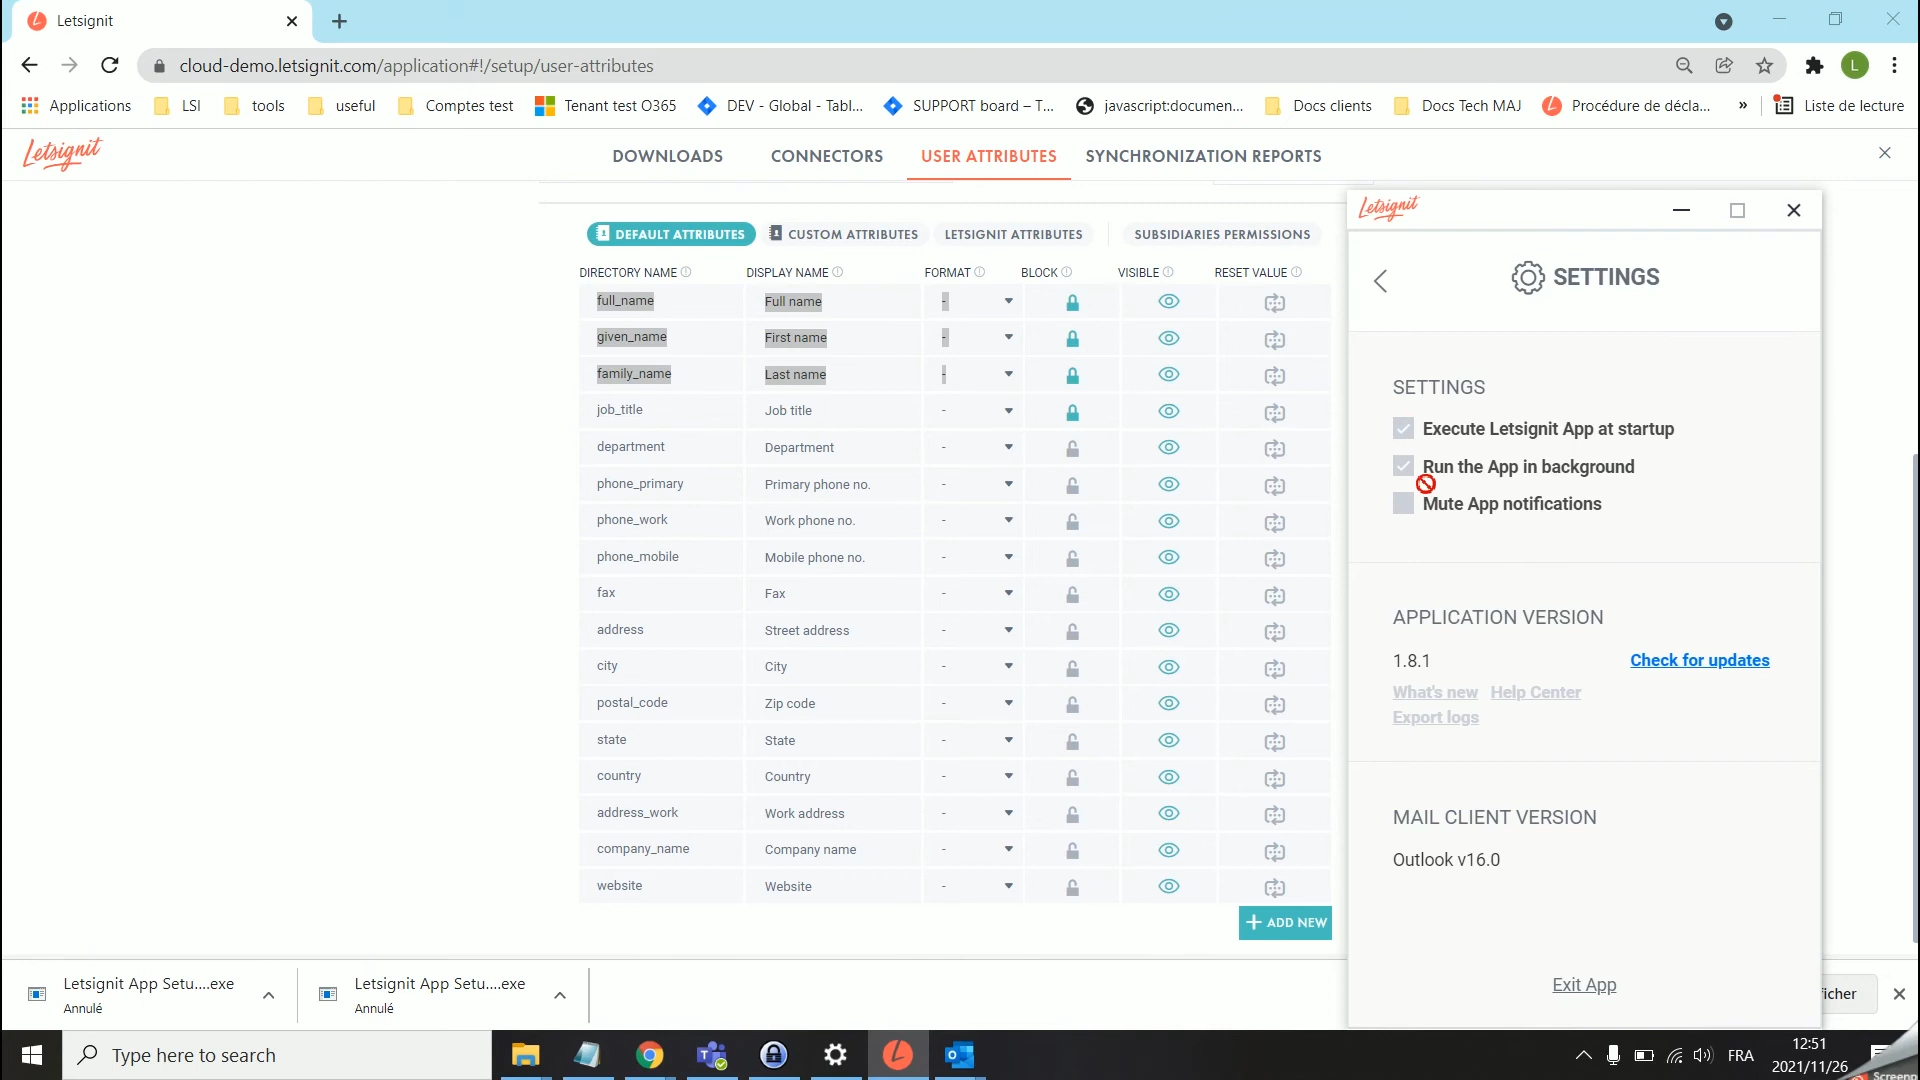 Letsignit
cloud-demo.letsignit.com/application#!/setup/user-attributes
L
Applications LSI tools useful Comptes test Tenant test O365 DEV - Global - Tabl... SUPPORT board – T... javascript:documen... Docs clients Docs Tech MAJ Procédure de décla... » Liste de lecture
Letsignit
DOWNLOADS CONNECTORS USER ATTRIBUTES SYNCHRONIZATION REPORTS
DEFAULT ATTRIBUTES CUSTOM ATTRIBUTES LETSIGNIT ATTRIBUTES SUBSIDIARIES PERMISSIONS
DIRECTORY NAME DISPLAY NAME FORMAT BLOCK VISIBLE RESET VALUE
full_name Full name -
given_name First name -
family_name Last name -
job_title Job title -
department Department -
phone_primary Primary phone no. -
phone_work Work phone no. -
phone_mobile Mobile phone no. -
fax Fax -
address Street address -
city City -
postal_code Zip code -
state State -
country Country -
address_work Work address -
company_name Company name -
website Website -
+ ADD NEW
Letsignit
SETTINGS
SETTINGS
Execute Letsignit App at startup
Run the App in background
Mute App notifications
APPLICATION VERSION
1.8.1 Check for updates
What's new Help Center
Export logs
MAIL CLIENT VERSION
Outlook v16.0
Exit App
Letsignit App Setu....exe
Annulé
Letsignit App Setu....exe
Annulé
icher
Type here to search
FRA
12:51
2021/11/26
Screenp